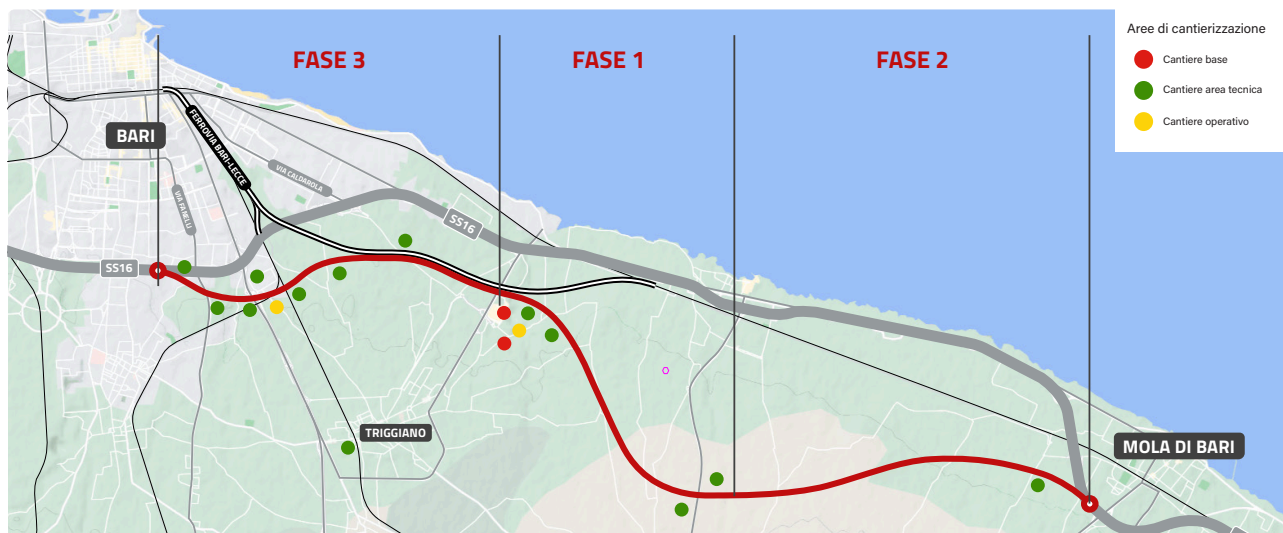 FASE 3
FASE 1
FASE 2
Aree di cantierizzazione
Cantiere base
Cantiere area tecnica
Cantiere operativo
BARI
FERROVIA BARI-LECCE
VIA CALDAROLA
VIA FANELLI
SS16
SS16
TRIGGIANO
MOLA DI BARI